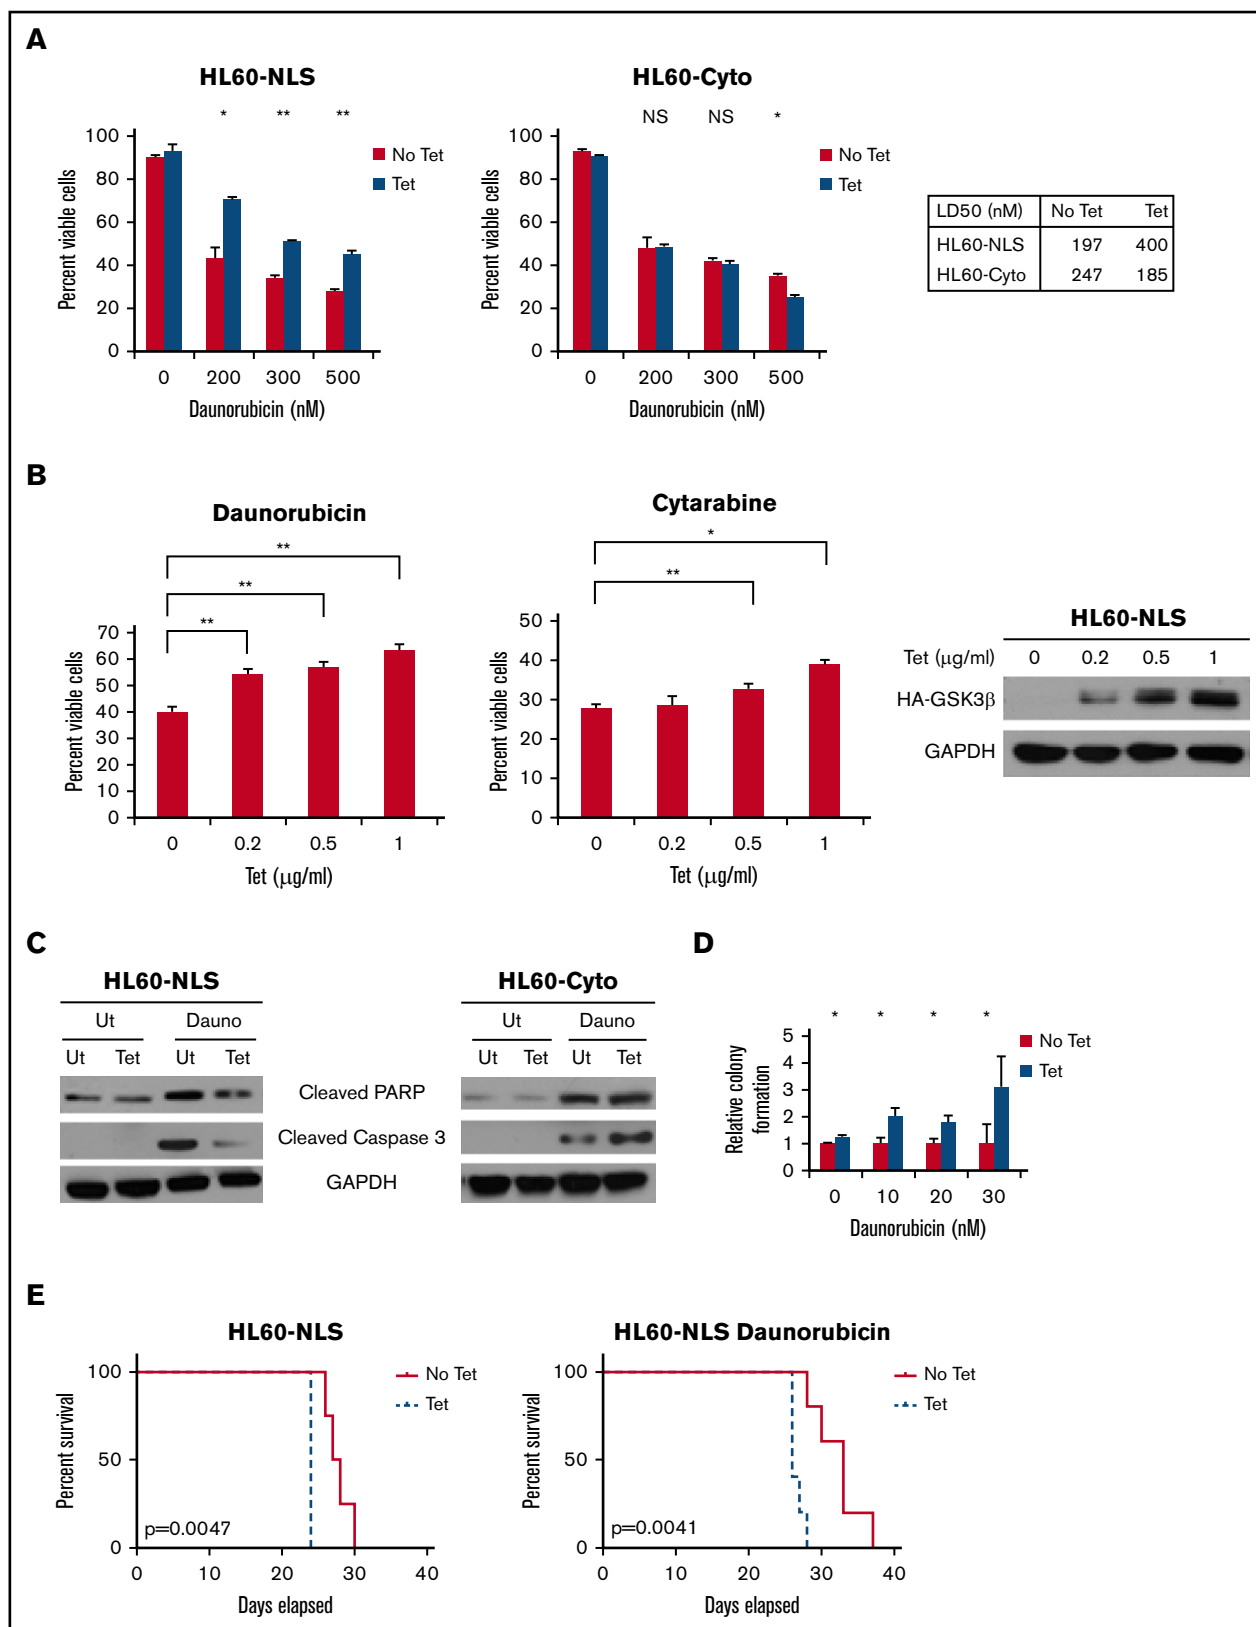 A
HL60-NLS
* ** **
Percent viable cells
100
80
60
40
20
0
0 200 300 500
Daunorubicin (nM)
No Tet
Tet
HL60-Cyto
NS NS *
Percent viable cells
100
80
60
40
20
0
0 200 300 500
Daunorubicin (nM)
No Tet
Tet
LD50 (nM) No Tet Tet
HL60-NLS 197 400
HL60-Cyto 247 185
B
Daunorubicin
**
**
**
Percent viable cells
70
60
50
40
30
20
10
0
0 0.2 0.5 1
Tet (μg/ml)
Cytarabine
*
**
Percent viable cells
50
40
30
20
10
0
0 0.2 0.5 1
Tet (μg/ml)
HL60-NLS
Tet (μg/ml) 0 0.2 0.5 1
HA-GSK3β
GAPDH
C
HL60-NLS
Ut Dauno
Ut Tet Ut Tet
HL60-Cyto
Ut Dauno
Ut Tet Ut Tet
Cleaved PARP
Cleaved Caspase 3
GAPDH
D
* * * *
Relative colony
formation
5
4
3
2
1
0
0 10 20 30
Daunorubicin (nM)
No Tet
Tet
E
HL60-NLS
Percent survival
100
50
0
p=0.0047
0 10 20 30 40
Days elapsed
No Tet
Tet
HL60-NLS Daunorubicin
Percent survival
100
50
0
p=0.0041
0 10 20 30 40
Days elapsed
No Tet
Tet